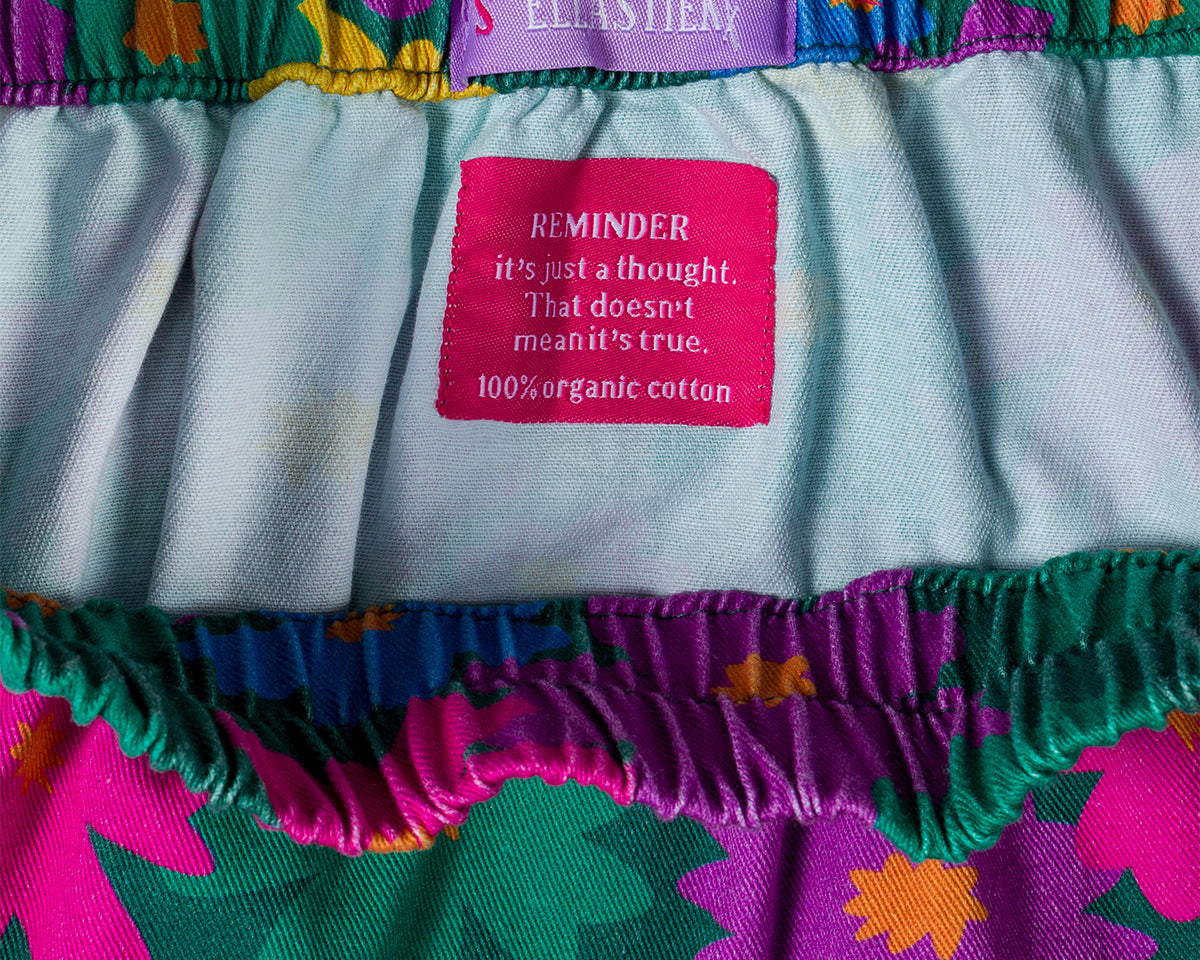 REMINDER
it's just a thought.
That doesn't
mean it's true.
100% organic cotton